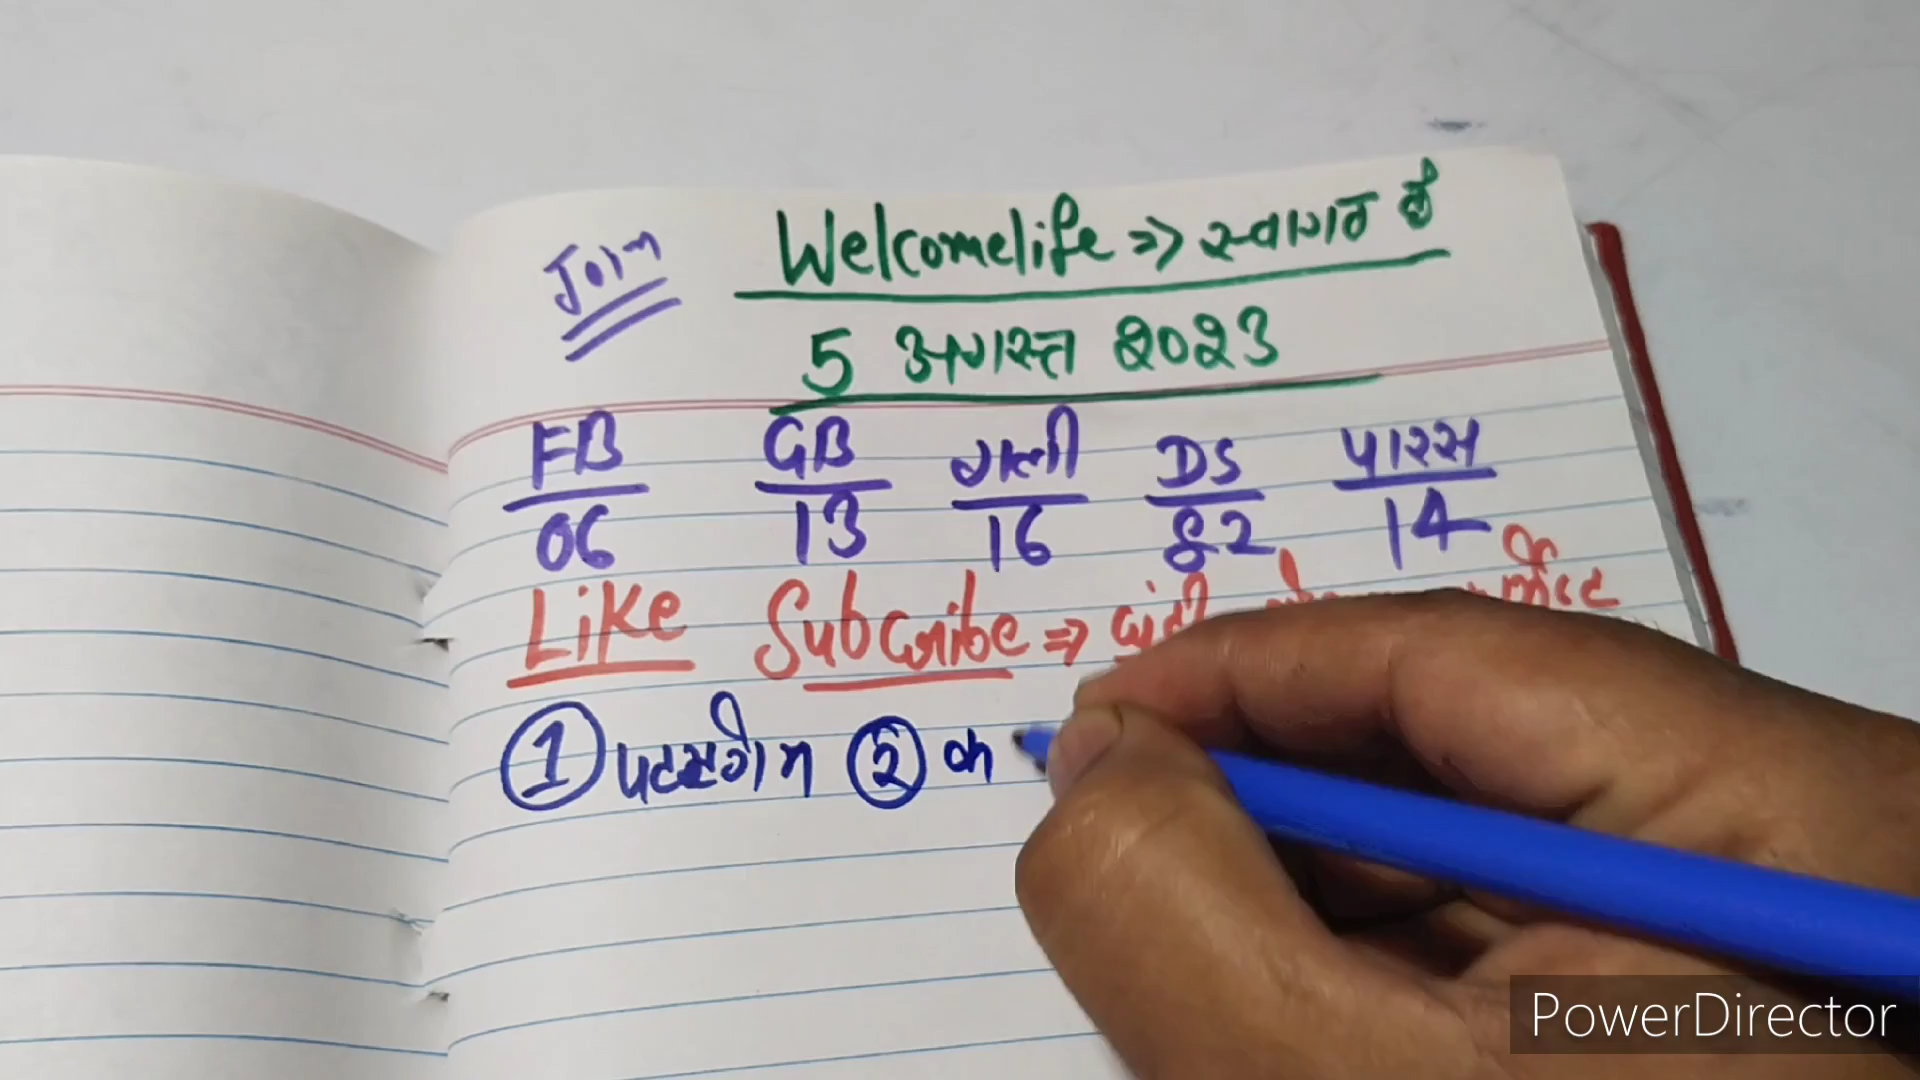 Join Welcomelife ⇒ स्वागत है
5 अगस्त 2023
FB GB गली DS पारस
06 13 16 82 14
Like Subcribe ⇒ घंटी
① ② क
PowerDirector